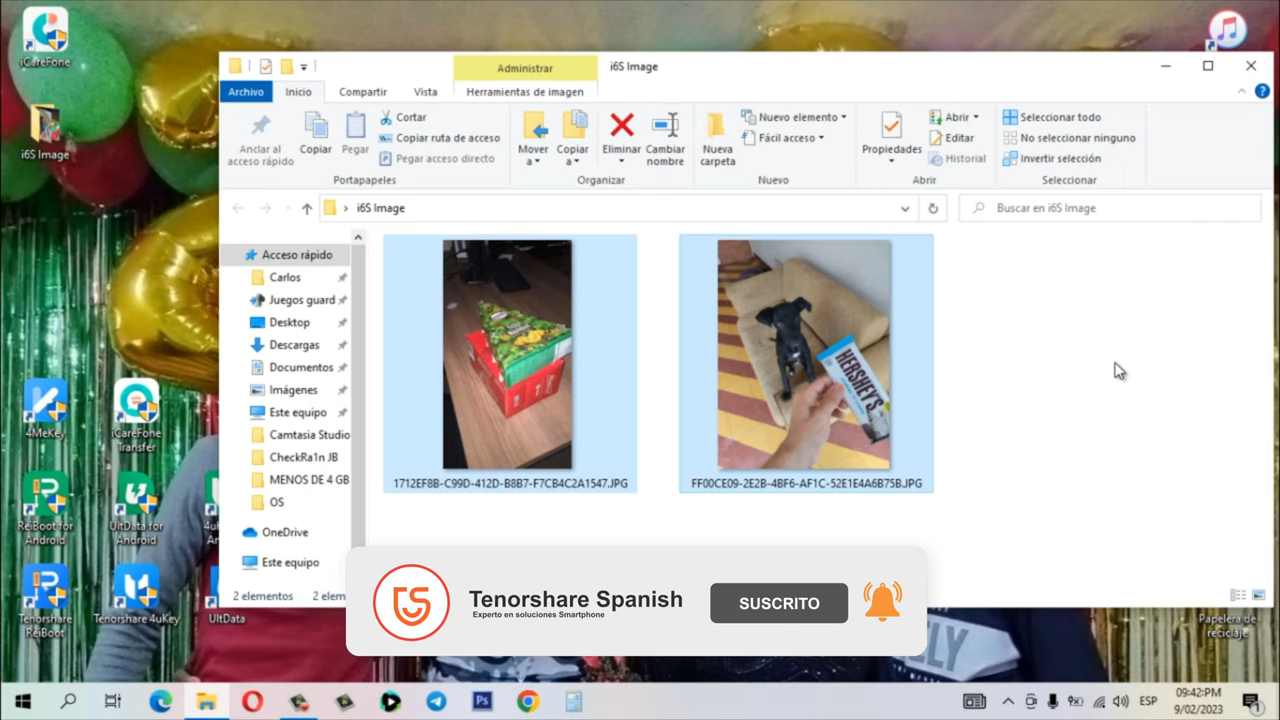 iCareFone
i6S Image
Administrar
i6S Image
Archivo
Inicio
Compartir
Vista
Herramientas de imagen
Anclar al
acceso rápido
Copiar
Pegar
Cortar
Copiar ruta de acceso
Pegar acceso directo
Portapapeles
Mover
a
Copiar
a
Eliminar
Cambiar
nombre
Organizar
Nueva
carpeta
Nuevo elemento
Fácil acceso
Nuevo
Propiedades
Abrir
Editar
Historial
Abrir
Seleccionar todo
No seleccionar ninguno
Invertir selección
Seleccionar
i6S Image
Buscar en i6S Image
Acceso rápido
Carlos
Juegos guard
Desktop
Descargas
Documentos
Imágenes
Este equipo
Camtasia Studio
CheckRa1n JB
MENOS DE 4 GB
OS
OneDrive
Este equipo
HERSHEY'S
1712EF8B-C99D-412D-B8B7-F7CB4C2A1547.JPG
FF00CE09-2E2B-4BF6-AF1C-52E1E4A6B75B.JPG
2 elementos
2 elem
4MeKey
iCareFone
Transfer
ReiBoot for
Android
UltData for
Android
4uK
An
Tenorshare
ReiBoot
Tenorshare 4uKey
UltData
Papelera de
reciclaje
Tenorshare Spanish
Experto en soluciones Smartphone
SUSCRITO
Ps
ESP
09:42:PM
9/02/2023
1